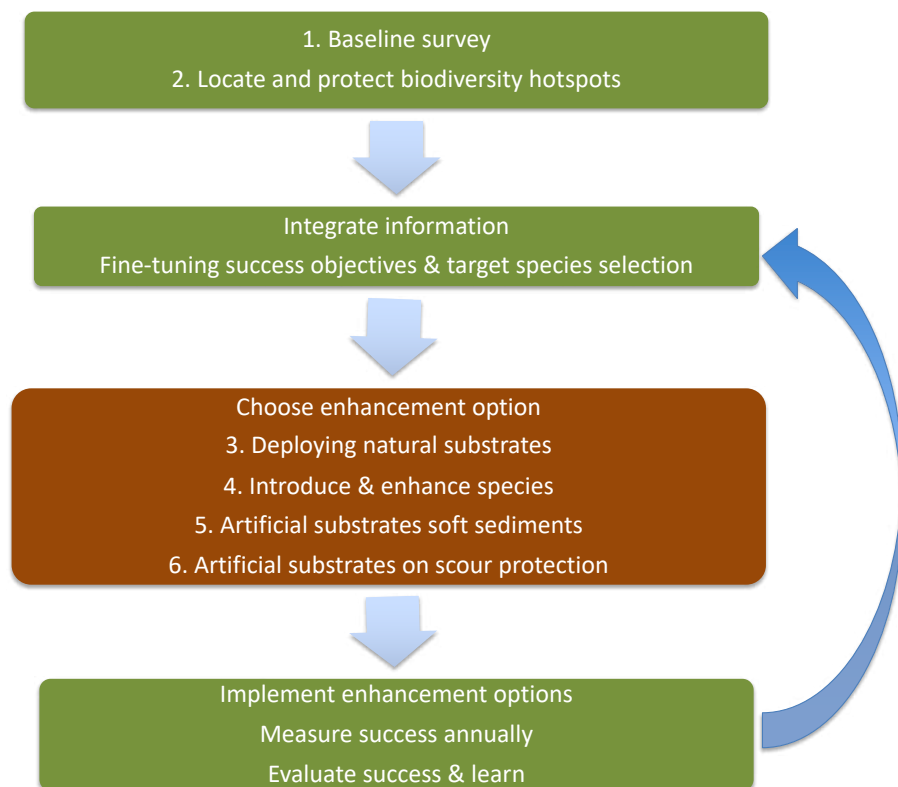 1. Baseline survey
2. Locate and protect biodiversity hotspots
Integrate information
Fine-tuning success objectives & target species selection
Choose enhancement option
3. Deploying natural substrates
4. Introduce & enhance species
5. Artificial substrates soft sediments
6. Artificial substrates on scour protection
Implement enhancement options
Measure success annually
Evaluate success & learn